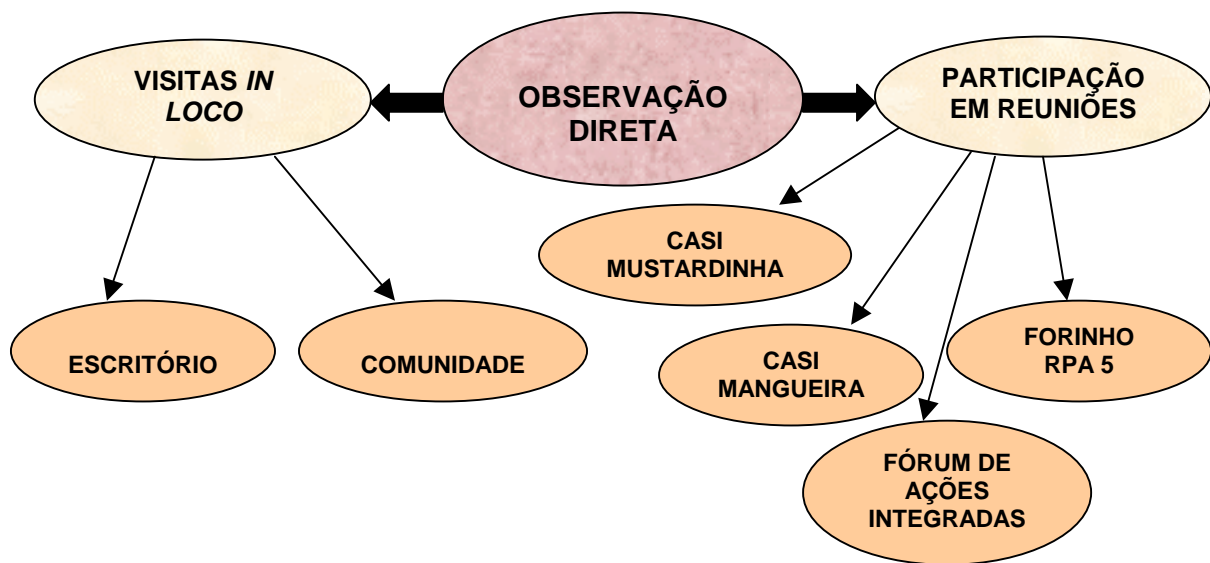 VISITAS IN
LOCO
OBSERVAÇÃO
DIRETA
PARTICIPAÇÃO
EM REUNIÕES
CASI
MUSTARDINHA
ESCRITÓRIO
COMUNIDADE
CASI
MANGUEIRA
FORINHO
RPA 5
FÓRUM DE
AÇÕES
INTEGRADAS